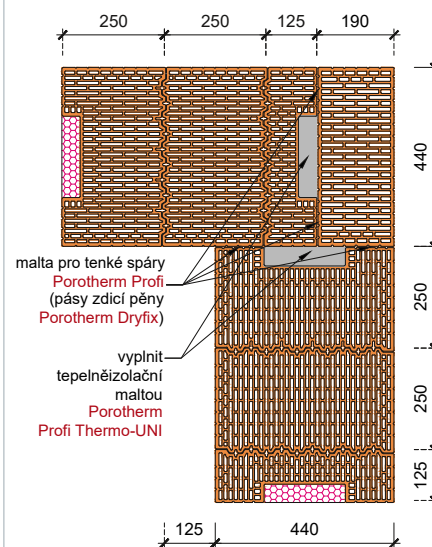 250 250 125 190
440
malta pro tenké spáry
Porotherm Profi
(pásy zdicí pěny
Porotherm Dryfix)
250
vyplnit
tepelněizolační
maltou
Porotherm
Profi Thermo-UNI
250
125
125 440